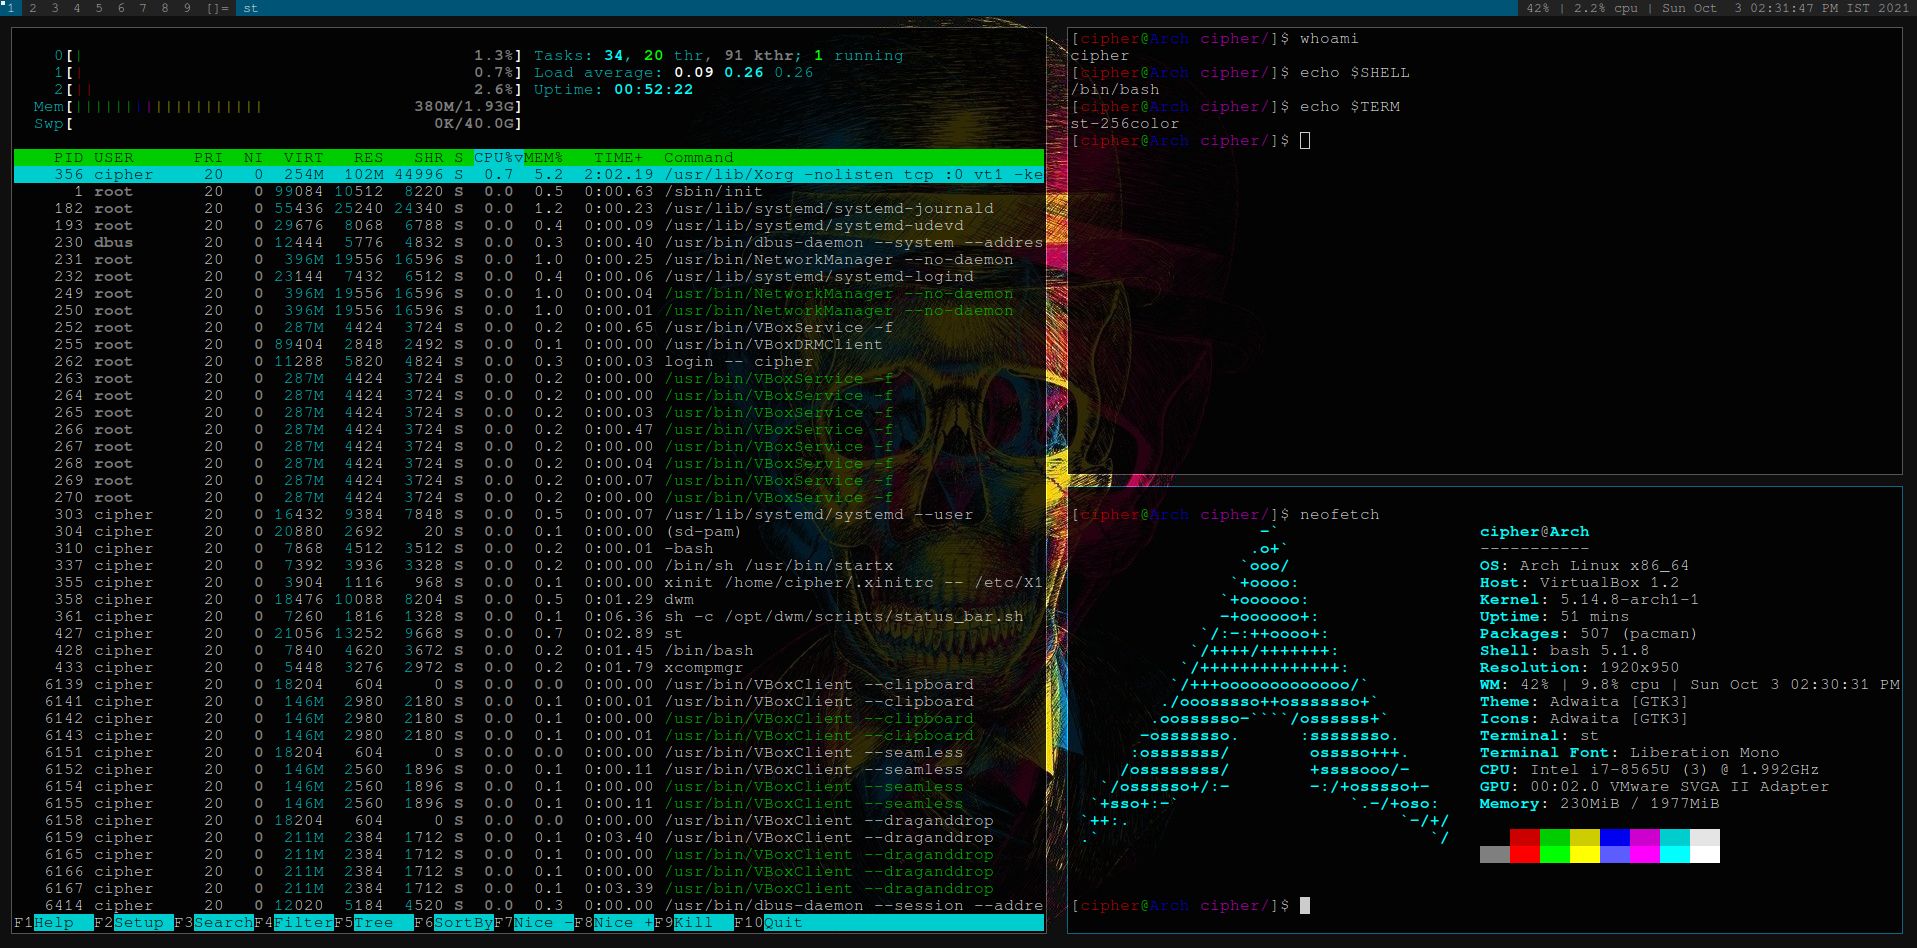 1 2 3 4 5 6 7 8 9 []= st 42% | 2.2% cpu | Sun Oct  3 02:31:47 PM IST 2021
0[| 1.3%] Tasks: 34, 20 thr, 91 kthr; 1 running
1[| 0.7%] Load average: 0.09 0.26 0.26
2[|| 2.6%] Uptime: 00:52:22
Mem[||||||||||||||||||| 380M/1.93G]
Swp[ 0K/40.0G]
PID USER PRI NI VIRT RES SHR S CPU%▽MEM% TIME+ Command
356 cipher 20 0 254M 102M 44996 S 0.7 5.2 2:02.19 /usr/lib/Xorg -nolisten tcp :0 vt1 -ke
1 root 20 0 99084 10512 8220 S 0.0 0.5 0:00.63 /sbin/init
182 root 20 0 55436 25240 24340 S 0.0 1.2 0:00.23 /usr/lib/systemd/systemd-journald
193 root 20 0 29676 8068 6788 S 0.0 0.4 0:00.09 /usr/lib/systemd/systemd-udevd
230 dbus 20 0 12444 5776 4832 S 0.0 0.3 0:00.40 /usr/bin/dbus-daemon --system --addres
231 root 20 0 396M 19556 16596 S 0.0 1.0 0:00.25 /usr/bin/NetworkManager --no-daemon
232 root 20 0 23144 7432 6512 S 0.0 0.4 0:00.06 /usr/lib/systemd/systemd-logind
249 root 20 0 396M 19556 16596 S 0.0 1.0 0:00.04 /usr/bin/NetworkManager --no-daemon
250 root 20 0 396M 19556 16596 S 0.0 1.0 0:00.01 /usr/bin/NetworkManager --no-daemon
252 root 20 0 287M 4424 3724 S 0.0 0.2 0:00.65 /usr/bin/VBoxService -f
255 root 20 0 89404 2848 2492 S 0.0 0.1 0:00.00 /usr/bin/VBoxDRMClient
262 root 20 0 11288 5820 4824 S 0.0 0.3 0:00.03 login -- cipher
263 root 20 0 287M 4424 3724 S 0.0 0.2 0:00.00 /usr/bin/VBoxService -f
264 root 20 0 287M 4424 3724 S 0.0 0.2 0:00.00 /usr/bin/VBoxService -f
265 root 20 0 287M 4424 3724 S 0.0 0.2 0:00.03 /usr/bin/VBoxService -f
266 root 20 0 287M 4424 3724 S 0.0 0.2 0:00.47 /usr/bin/VBoxService -f
267 root 20 0 287M 4424 3724 S 0.0 0.2 0:00.00 /usr/bin/VBoxService -f
268 root 20 0 287M 4424 3724 S 0.0 0.2 0:00.04 /usr/bin/VBoxService -f
269 root 20 0 287M 4424 3724 S 0.0 0.2 0:00.07 /usr/bin/VBoxService -f
270 root 20 0 287M 4424 3724 S 0.0 0.2 0:00.00 /usr/bin/VBoxService -f
303 cipher 20 0 16432 9384 7848 S 0.0 0.5 0:00.07 /usr/lib/systemd/systemd --user
304 cipher 20 0 20880 2692 20 S 0.0 0.1 0:00.00 (sd-pam)
310 cipher 20 0 7868 4512 3512 S 0.0 0.2 0:00.01 -bash
337 cipher 20 0 7392 3936 3328 S 0.0 0.2 0:00.00 /bin/sh /usr/bin/startx
355 cipher 20 0 3904 1116 968 S 0.0 0.1 0:00.00 xinit /home/cipher/.xinitrc -- /etc/X1
358 cipher 20 0 18476 10088 8204 S 0.0 0.5 0:01.29 dwm
361 cipher 20 0 7260 1816 1328 S 0.0 0.1 0:06.36 sh -c /opt/dwm/scripts/status_bar.sh
427 cipher 20 0 21056 13252 9668 S 0.0 0.7 0:02.89 st
428 cipher 20 0 7840 4620 3672 S 0.0 0.2 0:01.45 /bin/bash
433 cipher 20 0 5448 3276 2972 S 0.0 0.2 0:01.79 xcompmgr
6139 cipher 20 0 18204 604 0 S 0.0 0.0 0:00.00 /usr/bin/VBoxClient --clipboard
6141 cipher 20 0 146M 2980 2180 S 0.0 0.1 0:00.01 /usr/bin/VBoxClient --clipboard
6142 cipher 20 0 146M 2980 2180 S 0.0 0.1 0:00.00 /usr/bin/VBoxClient --clipboard
6143 cipher 20 0 146M 2980 2180 S 0.0 0.1 0:00.01 /usr/bin/VBoxClient --clipboard
6151 cipher 20 0 18204 604 0 S 0.0 0.0 0:00.00 /usr/bin/VBoxClient --seamless
6152 cipher 20 0 146M 2560 1896 S 0.0 0.1 0:00.11 /usr/bin/VBoxClient --seamless
6154 cipher 20 0 146M 2560 1896 S 0.0 0.1 0:00.00 /usr/bin/VBoxClient --seamless
6155 cipher 20 0 146M 2560 1896 S 0.0 0.1 0:00.11 /usr/bin/VBoxClient --seamless
6158 cipher 20 0 18204 604 0 S 0.0 0.0 0:00.00 /usr/bin/VBoxClient --draganddrop
6159 cipher 20 0 211M 2384 1712 S 0.0 0.1 0:03.40 /usr/bin/VBoxClient --draganddrop
6165 cipher 20 0 211M 2384 1712 S 0.0 0.1 0:00.00 /usr/bin/VBoxClient --draganddrop
6166 cipher 20 0 211M 2384 1712 S 0.0 0.1 0:00.00 /usr/bin/VBoxClient --draganddrop
6167 cipher 20 0 211M 2384 1712 S 0.0 0.1 0:03.39 /usr/bin/VBoxClient --draganddrop
6414 cipher 20 0 12020 5184 4520 S 0.0 0.3 0:00.00 /usr/bin/dbus-daemon --session --addre
F1Help F2Setup F3SearchF4FilterF5Tree F6SortByF7Nice -F8Nice +F9Kill F10Quit
[cipher@Arch cipher/]$ whoami
cipher
[cipher@Arch cipher/]$ echo $SHELL
/bin/bash
[cipher@Arch cipher/]$ echo $TERM
st-256color
[cipher@Arch cipher/]$
[cipher@Arch cipher/]$ neofetch
-` cipher@Arch
.o+` -----------
`ooo/ OS: Arch Linux x86_64
`+oooo: Host: VirtualBox 1.2
`+oooooo: Kernel: 5.14.8-arch1-1
-+oooooo+: Uptime: 51 mins
`/:-:++oooo+: Packages: 507 (pacman)
`/++++/+++++++: Shell: bash 5.1.8
`/++++++++++++++: Resolution: 1920x950
`/+++ooooooooooooo/` WM: 42% | 9.8% cpu | Sun Oct 3 02:30:31 PM
./ooosssso++osssssso+` Theme: Adwaita [GTK3]
.oossssso-````/ossssss+` Icons: Adwaita [GTK3]
-osssssso. :ssssssso. Terminal: st
:osssssss/ osssso+++. Terminal Font: Liberation Mono
/ossssssss/ +ssssooo/- CPU: Intel i7-8565U (3) @ 1.992GHz
`/ossssso+/:- -:/+osssso+- GPU: 00:02.0 VMware SVGA II Adapter
`+sso+:-` `.-/+oso: Memory: 230MiB / 1977MiB
`++:. `-/+/
.` `/
[cipher@Arch cipher/]$